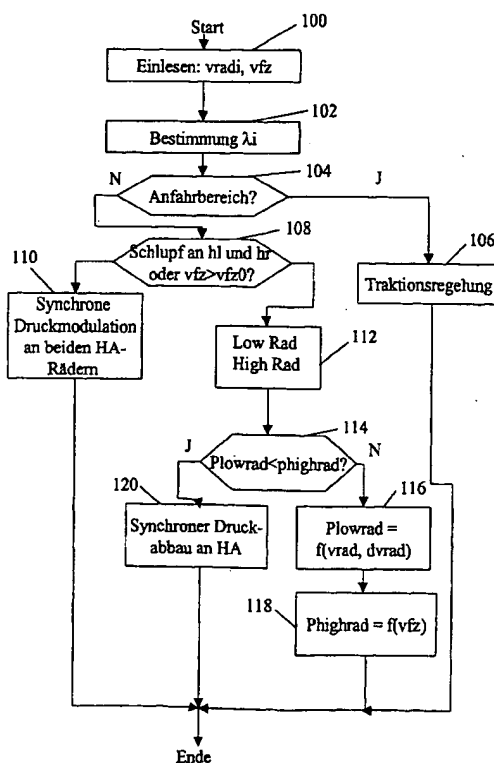 Start
100
Einlesen: vradi, vfz
102
Bestimmung λi
104
N
J
Anfahrbereich?
108
Schlupf an hl und hr
oder vfz>vfz0?
110
106
Synchrone
Druckmodulation
an beiden HA-
Rädern
Traktionsregelung
Low Rad
High Rad
112
114
J
N
Plowrad<phighrad?
120
116
Synchroner Druck-
abbau an HA
Plowrad =
f(vrad, dvrad)
118
Phighrad = f(vfz)
Ende